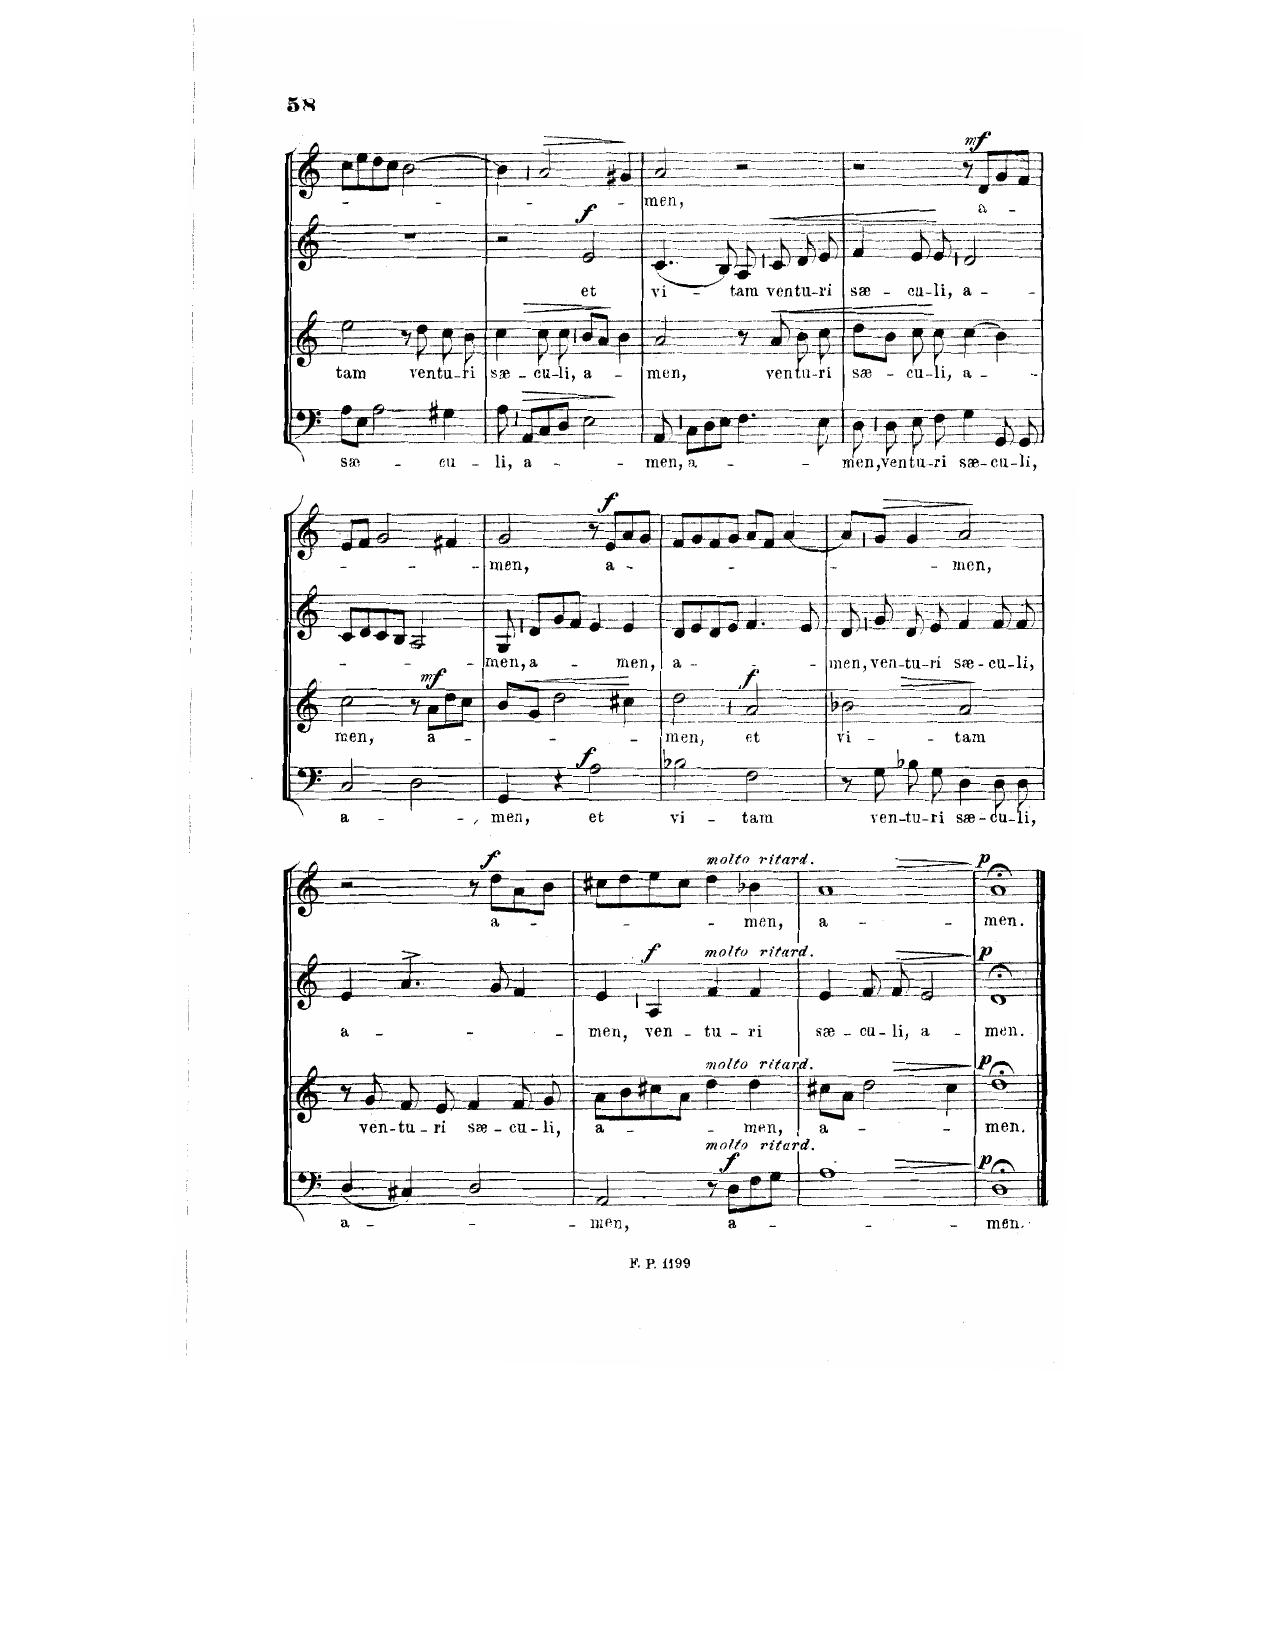 58
mf
- - - men, a -
f
et vi - tam ventu-ri sæ - cu-li, a -
tam ventu-ri sæ - cu-li, a - men, ventu-ri sæ - cu-li, a -
sæ - cu - li, a - men, a - men, ventu-ri sæ-cu-li,
f
- - - men, a - - - men,
- - - men, a - men, a - - men, ven-tu-ri sæ-cu-li,
mf f
men, a - - - men, et vi - tam
f
a - - men, et vi - tam ven-tu-ri sæ-cu-li,
f molto ritard. p
a - - - men, a - men.
f molto ritard. p
a - - - men, ven - tu - ri sæ - cu - li, a - men.
molto ritard. p
ven-tu-ri sæ-cu-li, a - - men, a - - men.
molto ritard.
f p
a - - - men, a - - - men.
F. P. 1199